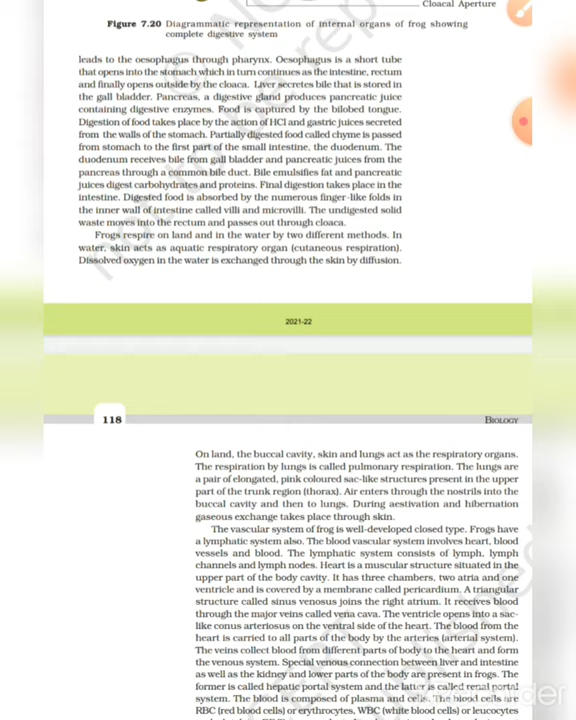 Cloacal Aperture
Figure 7.20 Diagrammatic representation of internal organs of frog showing
complete digestive system
leads to the oesophagus through pharynx. Oesophagus is a short tube
that opens into the stomach which in turn continues as the intestine, rectum
and finally opens outside by the cloaca. Liver secretes bile that is stored in
the gall bladder. Pancreas, a digestive gland produces pancreatic juice
containing digestive enzymes. Food is captured by the bilobed tongue.
Digestion of food takes place by the action of HCl and gastric juices secreted
from the walls of the stomach. Partially digested food called chyme is passed
from stomach to the first part of the small intestine, the duodenum. The
duodenum receives bile from gall bladder and pancreatic juices from the
pancreas through a common bile duct. Bile emulsifies fat and pancreatic
juices digest carbohydrates and proteins. Final digestion takes place in the
intestine. Digested food is absorbed by the numerous finger-like folds in
the inner wall of intestine called villi and microvilli. The undigested solid
waste moves into the rectum and passes out through cloaca.
Frogs respire on land and in the water by two different methods. In
water, skin acts as aquatic respiratory organ (cutaneous respiration).
Dissolved oxygen in the water is exchanged through the skin by diffusion.
2021-22
118
BIOLOGY
On land, the buccal cavity, skin and lungs act as the respiratory organs.
The respiration by lungs is called pulmonary respiration. The lungs are
a pair of elongated, pink coloured sac-like structures present in the upper
part of the trunk region (thorax). Air enters through the nostrils into the
buccal cavity and then to lungs. During aestivation and hibernation
gaseous exchange takes place through skin.
The vascular system of frog is well-developed closed type. Frogs have
a lymphatic system also. The blood vascular system involves heart, blood
vessels and blood. The lymphatic system consists of lymph, lymph
channels and lymph nodes. Heart is a muscular structure situated in the
upper part of the body cavity. It has three chambers, two atria and one
ventricle and is covered by a membrane called pericardium. A triangular
structure called sinus venosus joins the right atrium. It receives blood
through the major veins called vena cava. The ventricle opens into a sac-
like conus arteriosus on the ventral side of the heart. The blood from the
heart is carried to all parts of the body by the arteries (arterial system).
The veins collect blood from different parts of body to the heart and form
the venous system. Special venous connection between liver and intestine
as well as the kidney and lower parts of the body are present in frogs. The
former is called hepatic portal system and the latter is called renal portal
system. The blood is composed of plasma and cells. The blood cells are
RBC (red blood cells) or erythrocytes, WBC (white blood cells) or leucocytes